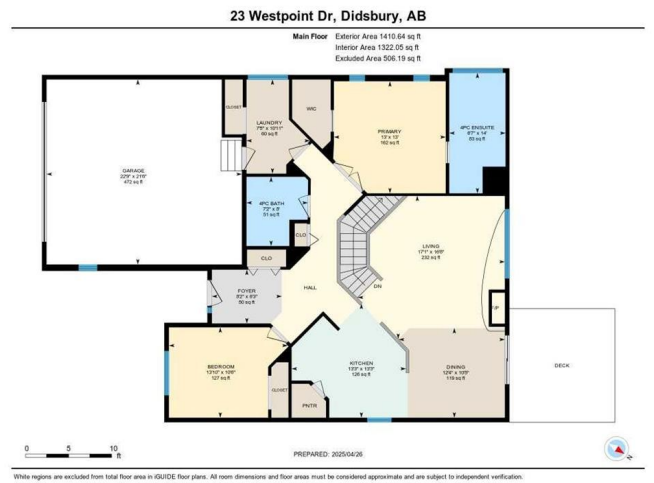 23 Westpoint Dr, Didsbury, AB
Main Floor Exterior Area 1410.64 sq ft
Interior Area 1322.05 sq ft
Excluded Area 506.19 sq ft
CLOSET
LAUNDRY
7'5" x 10'11"
60 sq ft
WIC
PRIMARY
13' x 13'
162 sq ft
4PC ENSUITE
6'7" x 14'
83 sq ft
GARAGE
22'9" x 21'6"
472 sq ft
4PC BATH
7'2" x 8'
51 sq ft
CLO
CLO
LIVING
17'1" x 16'8"
232 sq ft
FOYER
8'2" x 6'3"
50 sq ft
HALL
DN
F/P
BEDROOM
13'10" x 10'6"
127 sq ft
CLOSET
KITCHEN
13'3" x 13'3"
128 sq ft
PNTR
DINING
12'4" x 10'5"
119 sq ft
DECK
0 5 10
ft
PREPARED: 2025/04/26
N
White regions are excluded from total floor area in iGUIDE floor plans. All room dimensions and floor areas must be considered approximate and are subject to independent verification.